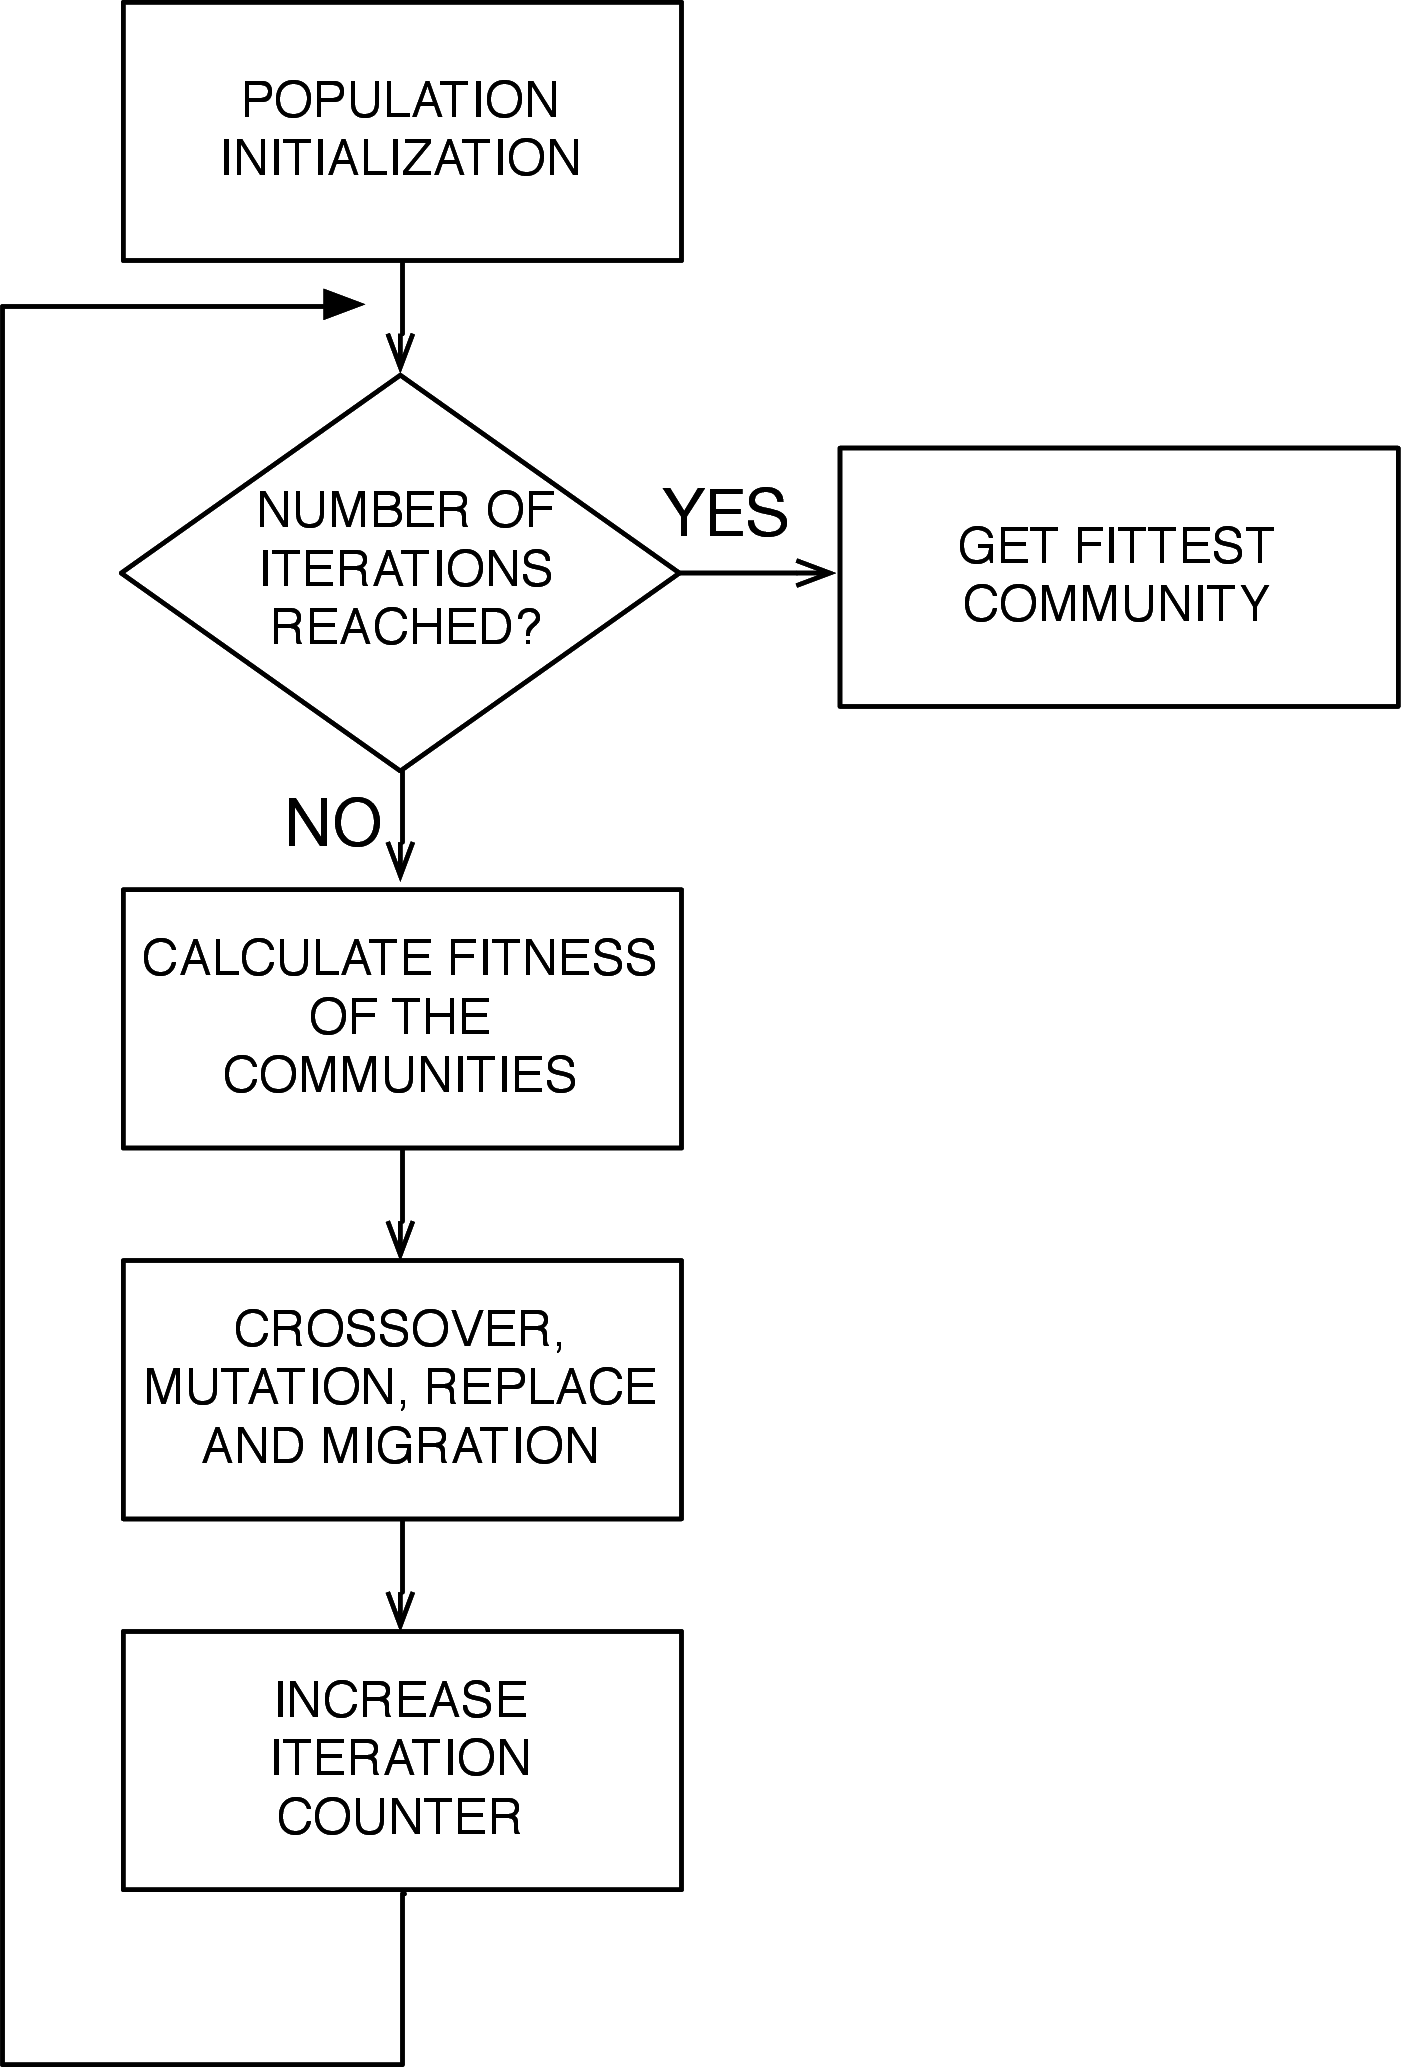 POPULATION
INITIALIZATION
NUMBER OF
ITERATIONS
REACHED?
YES
GET FITTEST
COMMUNITY
NO
CALCULATE FITNESS
OF THE
COMMUNITIES
CROSSOVER,
MUTATION, REPLACE
AND MIGRATION
INCREASE
ITERATION
COUNTER